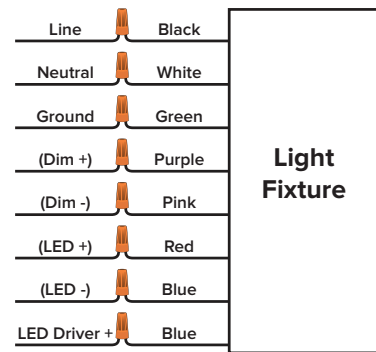 Line Black
Neutral White
Ground Green
(Dim +) Purple
(Dim -) Pink
(LED +) Red
(LED -) Blue
LED Driver + Blue
Light
Fixture